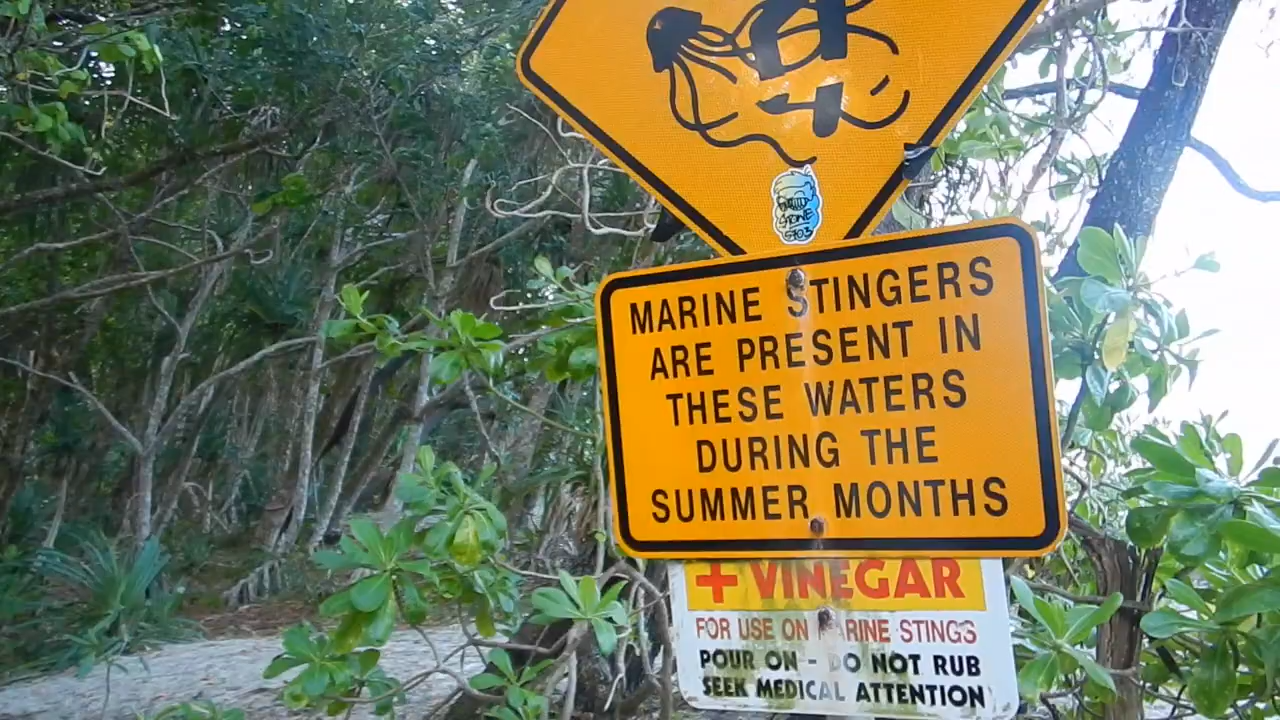 MARINE STINGERS
ARE PRESENT IN
THESE WATERS
DURING THE
SUMMER MONTHS
+ VINEGAR
FOR USE ON MARINE STINGS
POUR ON - DO NOT RUB
SEEK MEDICAL ATTENTION